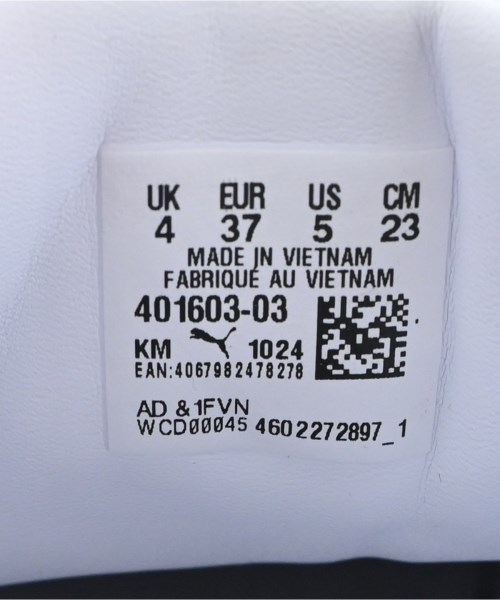 UK EUR US CM
4 37 5 23
MADE IN VIETNAM
FABRIQUÉ AU VIETNAM
401603-03
KM 1024
EAN:4067982478278
AD &1FVN
WCD00045 4602272897_1